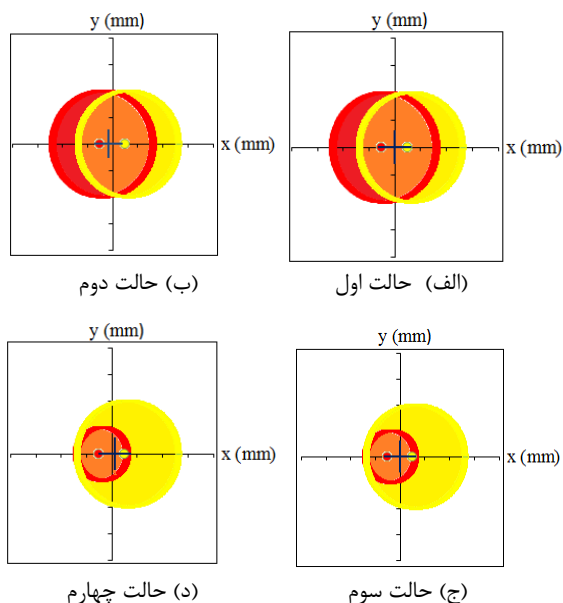 y (mm)
x (mm)
(الف) حالت اول
y (mm)
x (mm)
(ب) حالت دوم
y (mm)
x (mm)
(ج) حالت سوم
y (mm)
x (mm)
(د) حالت چهارم